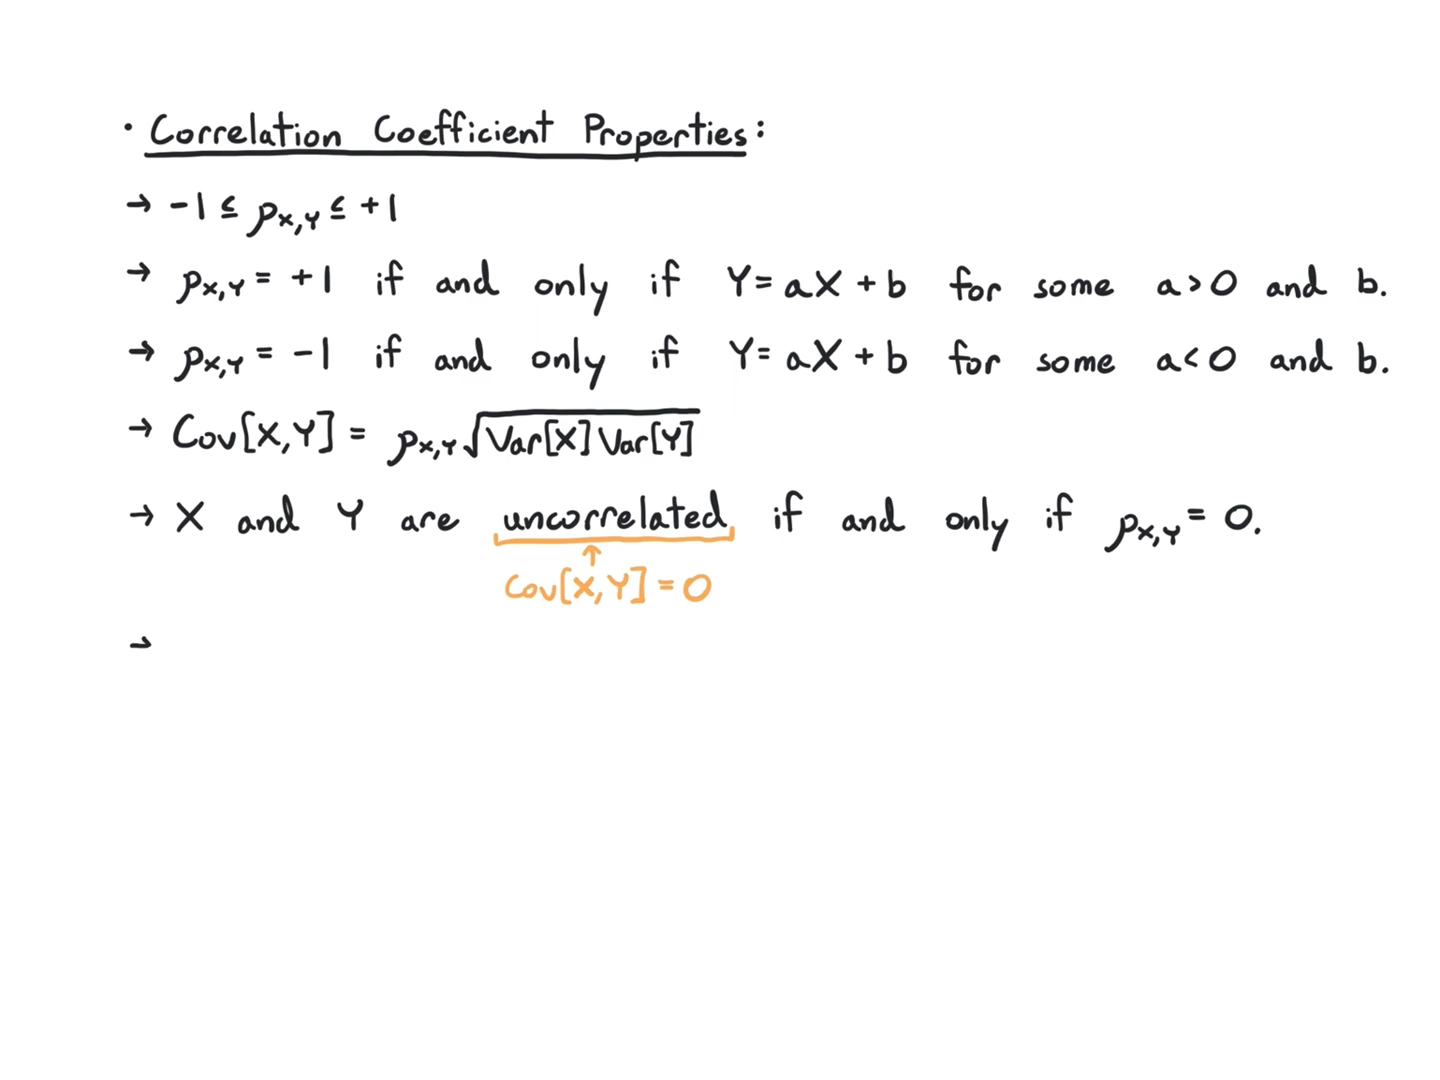 · Correlation Coefficient Properties:
→ -1 ≤ ρX,Y ≤ +1
→ ρX,Y = +1 if and only if Y = aX + b for some a > 0 and b.
→ ρX,Y = -1 if and only if Y = aX + b for some a < 0 and b.
→ Cov[X,Y] = ρX,Y √Var[X] Var[Y]
→ X and Y are uncorrelated if and only if ρX,Y = 0.
↑
Cov[X,Y] = 0
→